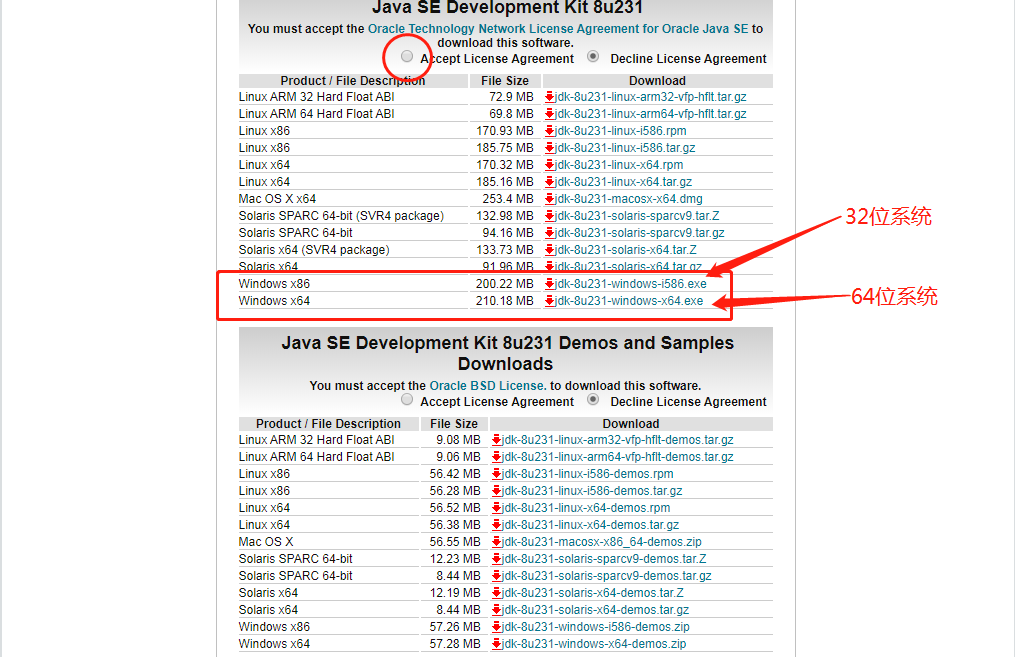 Java SE Development Kit 8u231
You must accept the Oracle Technology Network License Agreement for Oracle Java SE to
download this software.
Accept License Agreement Decline License Agreement
Product / File Description File Size Download
Linux ARM 32 Hard Float ABI 72.9 MB jdk-8u231-linux-arm32-vfp-hflt.tar.gz
Linux ARM 64 Hard Float ABI 69.8 MB jdk-8u231-linux-arm64-vfp-hflt.tar.gz
Linux x86 170.93 MB jdk-8u231-linux-i586.rpm
Linux x86 185.75 MB jdk-8u231-linux-i586.tar.gz
Linux x64 170.32 MB jdk-8u231-linux-x64.rpm
Linux x64 185.16 MB jdk-8u231-linux-x64.tar.gz
Mac OS X x64 253.4 MB jdk-8u231-macosx-x64.dmg
Solaris SPARC 64-bit (SVR4 package) 132.98 MB jdk-8u231-solaris-sparcv9.tar.Z
Solaris SPARC 64-bit 94.16 MB jdk-8u231-solaris-sparcv9.tar.gz
Solaris x64 (SVR4 package) 133.73 MB jdk-8u231-solaris-x64.tar.Z
Solaris x64 91.96 MB jdk-8u231-solaris-x64.tar.gz
Windows x86 200.22 MB jdk-8u231-windows-i586.exe
Windows x64 210.18 MB jdk-8u231-windows-x64.exe
32位系统
64位系统
Java SE Development Kit 8u231 Demos and Samples
Downloads
You must accept the Oracle BSD License. to download this software.
Accept License Agreement Decline License Agreement
Product / File Description File Size Download
Linux ARM 32 Hard Float ABI 9.08 MB jdk-8u231-linux-arm32-vfp-hflt-demos.tar.gz
Linux ARM 64 Hard Float ABI 9.06 MB jdk-8u231-linux-arm64-vfp-hflt-demos.tar.gz
Linux x86 56.42 MB jdk-8u231-linux-i586-demos.rpm
Linux x86 56.28 MB jdk-8u231-linux-i586-demos.tar.gz
Linux x64 56.52 MB jdk-8u231-linux-x64-demos.rpm
Linux x64 56.38 MB jdk-8u231-linux-x64-demos.tar.gz
Mac OS X 56.55 MB jdk-8u231-macosx-x86_64-demos.zip
Solaris SPARC 64-bit 12.23 MB jdk-8u231-solaris-sparcv9-demos.tar.Z
Solaris SPARC 64-bit 8.44 MB jdk-8u231-solaris-sparcv9-demos.tar.gz
Solaris x64 12.19 MB jdk-8u231-solaris-x64-demos.tar.Z
Solaris x64 8.44 MB jdk-8u231-solaris-x64-demos.tar.gz
Windows x86 57.26 MB jdk-8u231-windows-i586-demos.zip
Windows x64 57.28 MB jdk-8u231-windows-x64-demos.zip